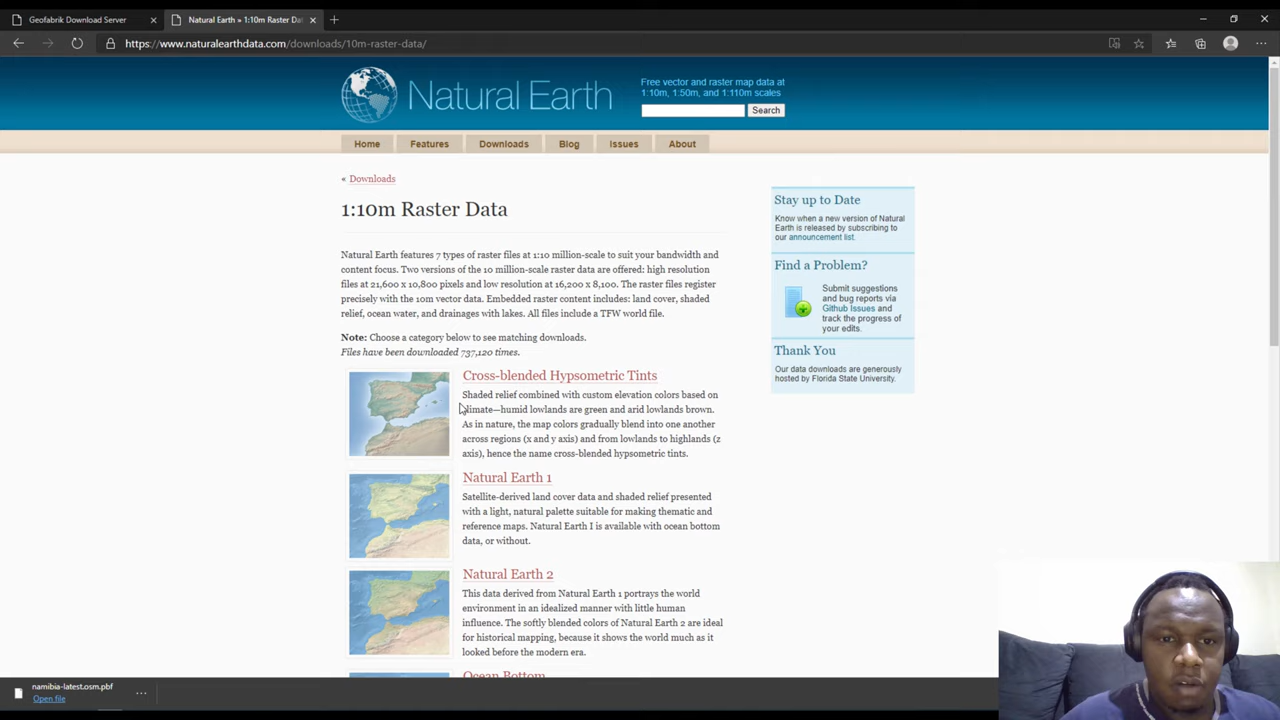 Geofabrik Download Server
Natural Earth » 1:10m Raster Dat
https://www.naturalearthdata.com/downloads/10m-raster-data/
Natural Earth
Free vector and raster map data at
1:10m, 1:50m, and 1:110m scales
Search
Home
Features
Downloads
Blog
Issues
About
« Downloads
1:10m Raster Data
Natural Earth features 7 types of raster files at 1:10 million-scale to suit your bandwidth and
content focus. Two versions of the 10 million-scale raster data are offered: high resolution
files at 21,600 x 10,800 pixels and low resolution at 16,200 x 8,100. The raster files register
precisely with the 10m vector data. Embedded raster content includes: land cover, shaded
relief, ocean water, and drainages with lakes. All files include a TFW world file.
Note: Choose a category below to see matching downloads.
Files have been downloaded 737,120 times.
Cross-blended Hypsometric Tints
Shaded relief combined with custom elevation colors based on
climate—humid lowlands are green and arid lowlands brown.
As in nature, the map colors gradually blend into one another
across regions (x and y axis) and from lowlands to highlands (z
axis), hence the name cross-blended hypsometric tints.
Natural Earth 1
Satellite-derived land cover data and shaded relief presented
with a light, natural palette suitable for making thematic and
reference maps. Natural Earth I is available with ocean bottom
data, or without.
Natural Earth 2
This data derived from Natural Earth 1 portrays the world
environment in an idealized manner with little human
influence. The softly blended colors of Natural Earth 2 are ideal
for historical mapping, because it shows the world much as it
looked before the modern era.
Ocean Bottom
Stay up to Date
Know when a new version of Natural
Earth is released by subscribing to
our announcement list.
Find a Problem?
Submit suggestions
and bug reports via
Github Issues and
track the progress of
your edits.
Thank You
Our data downloads are generously
hosted by Florida State University.
namibia-latest.osm.pbf
Open file